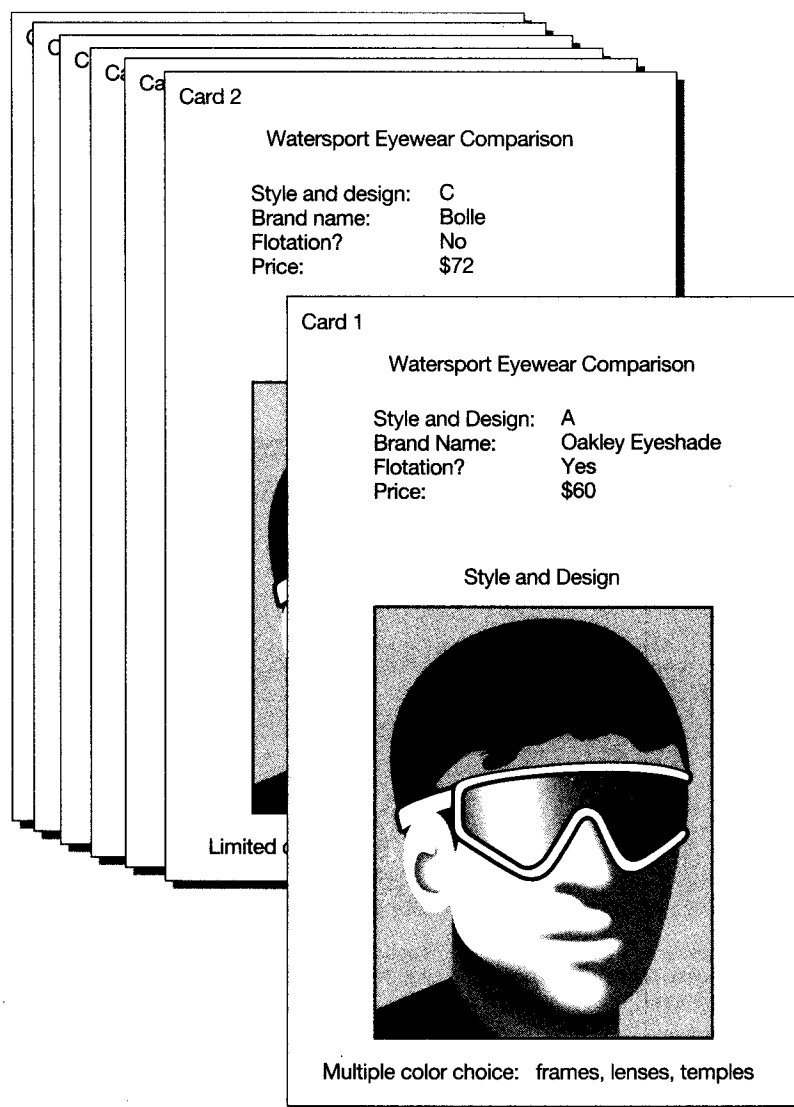 C
C
C
Ca
Ca
Card 2
Watersport Eyewear Comparison
Style and design: C
Brand name: Bolle
Flotation? No
Price: $72
Limited
Card 1
Watersport Eyewear Comparison
Style and Design: A
Brand Name: Oakley Eyeshade
Flotation? Yes
Price: $60
Style and Design
Multiple color choice: frames, lenses, temples